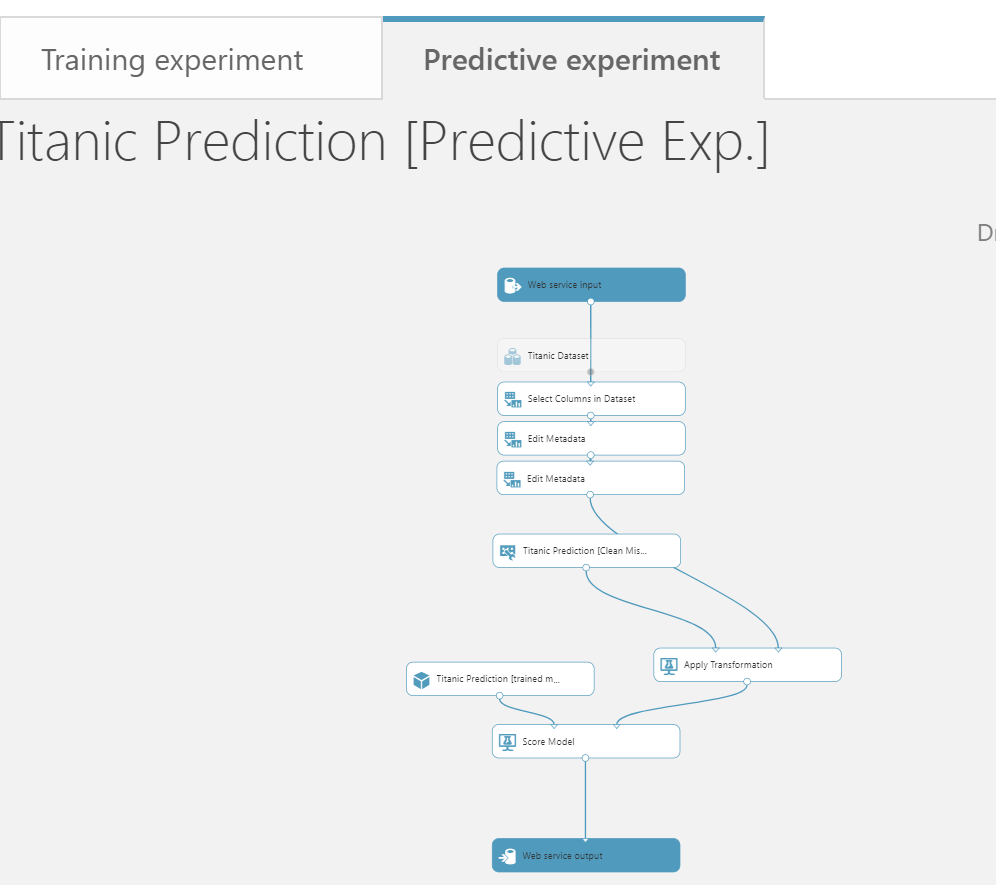 Training experiment
Predictive experiment
Titanic Prediction [Predictive Exp.]
Web service input
Titanic Dataset
Select Columns in Dataset
Edit Metadata
Edit Metadata
Titanic Prediction [Clean Mis...
Apply Transformation
Titanic Prediction [trained m...
Score Model
Web service output